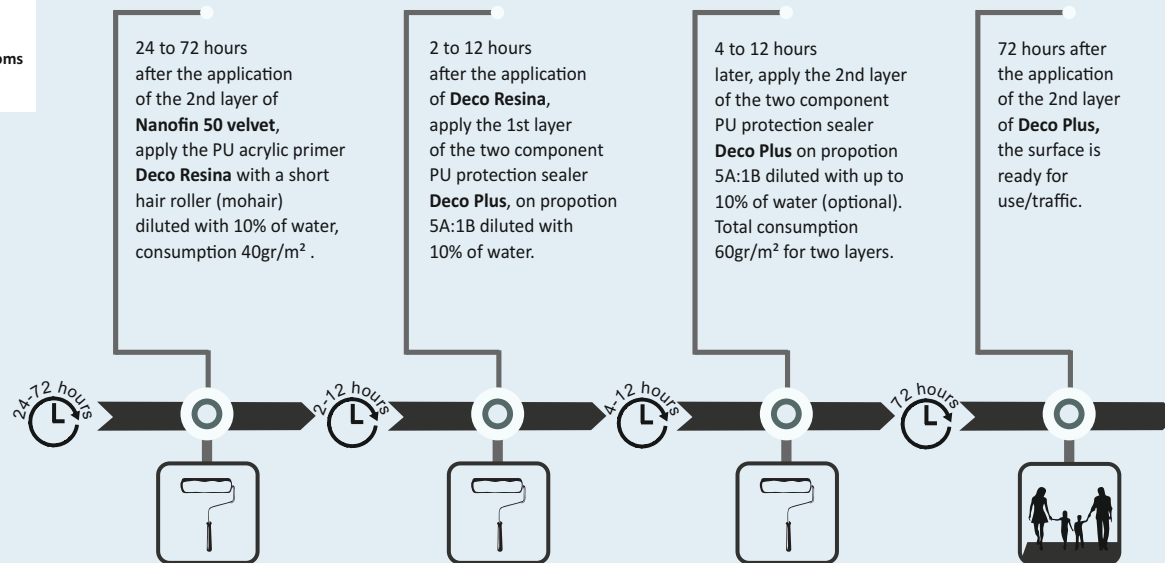 oms
24 to 72 hours
after the application
of the 2nd layer of
Nanofin 50 velvet,
apply the PU acrylic primer
Deco Resina with a short
hair roller (mohair)
diluted with 10% of water,
consumption 40gr/m² .
2 to 12 hours
after the application
of Deco Resina,
apply the 1st layer
of the two component
PU protection sealer
Deco Plus, on propotion
5A:1B diluted with
10% of water.
4 to 12 hours
later, apply the 2nd layer
of the two component
PU protection sealer
Deco Plus on propotion
5A:1B diluted with up to
10% of water (optional).
Total consumption
60gr/m² for two layers.
72 hours after
the application
of the 2nd layer
of Deco Plus,
the surface is
ready for
use/traffic.
24-72 hours
2-12 hours
4-12 hours
72 hours